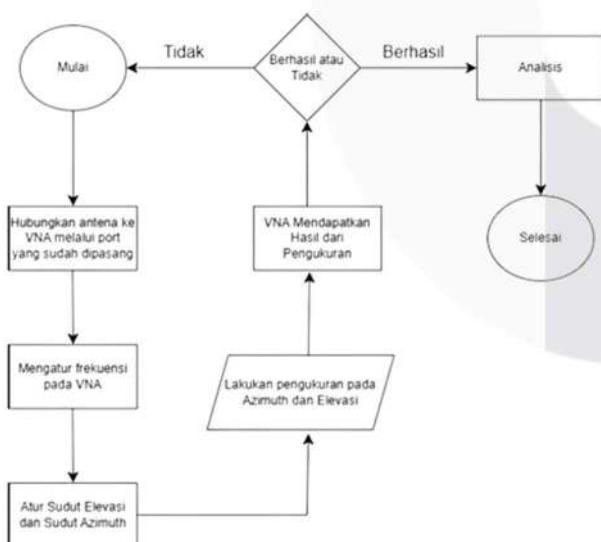 Mulai
Tidak
Berhasil atau
Tidak
Berhasil
Analisis
Hubungkan antena ke
VNA melalui port
yang sudah dipasang
VNA Mendapatkan
Hasil dari
Pengukuran
Selesai
Mengatur frekuensi
pada VNA
Lakukan pengukuran pada
Azimuth dan Elevasi
Atur Sudut Elevasi
dan Sudut Azimuth